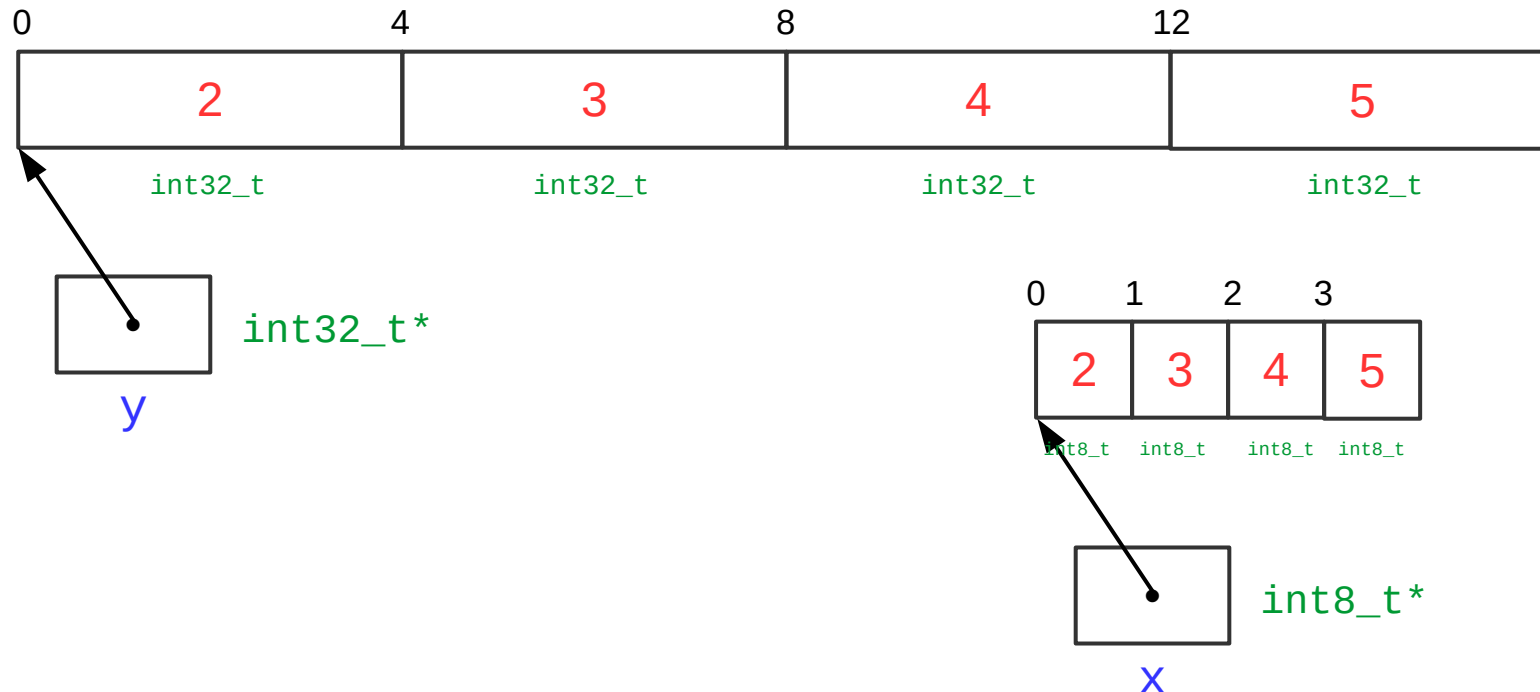 0 4 8 12
2 3 4 5
int32_t int32_t int32_t int32_t
int32_t*
y
0 1 2 3
2 3 4 5
int8_t int8_t int8_t int8_t
int8_t*
x